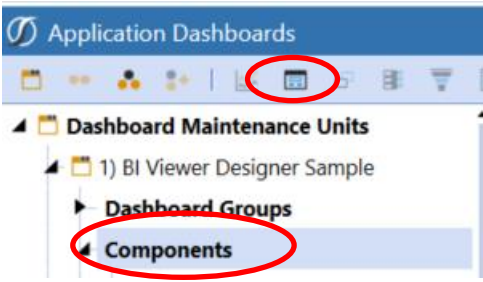 Application Dashboards
Dashboard Maintenance Units
1) BI Viewer Designer Sample
Dashboard Groups
Components